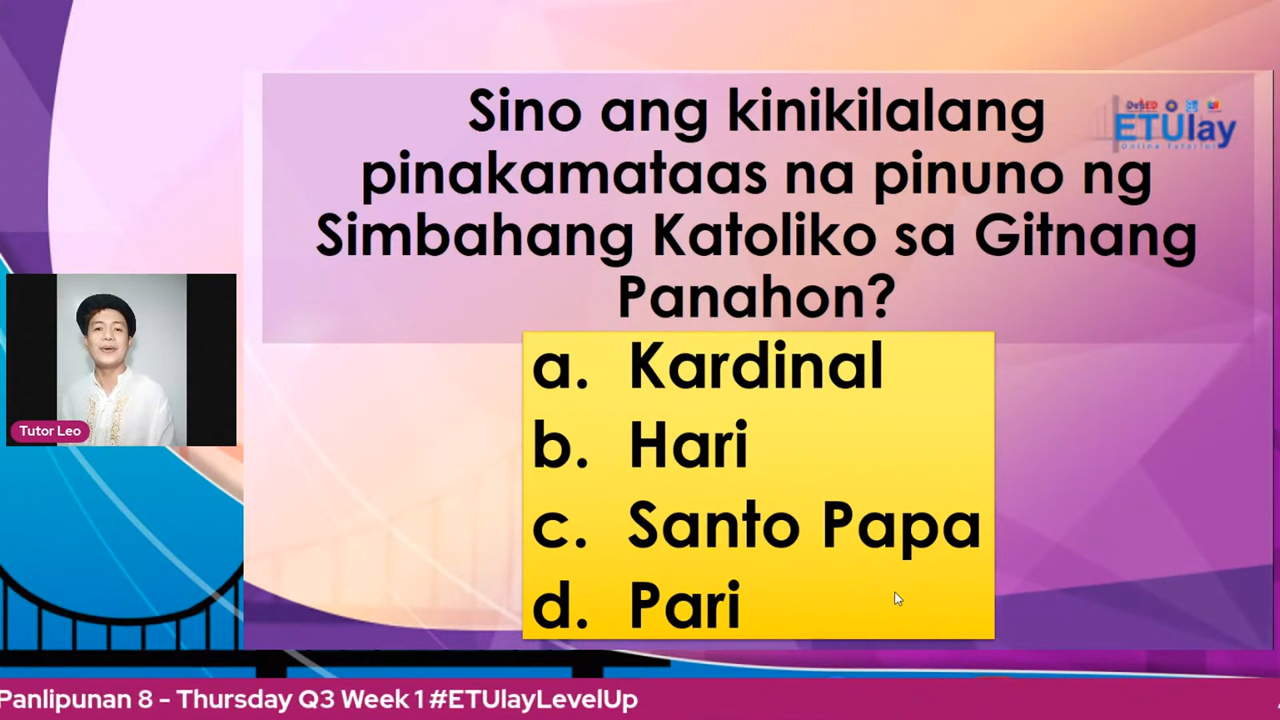 Sino ang kinikilalang
pinakamataas na pinuno ng
Simbahang Katoliko sa Gitnang
Panahon?
DepED
ETUlay
Online Tutorial
a. Kardinal
b. Hari
c. Santo Papa
d. Pari
Tutor Leo
Panlipunan 8 - Thursday Q3 Week 1 #ETUlayLevelUp